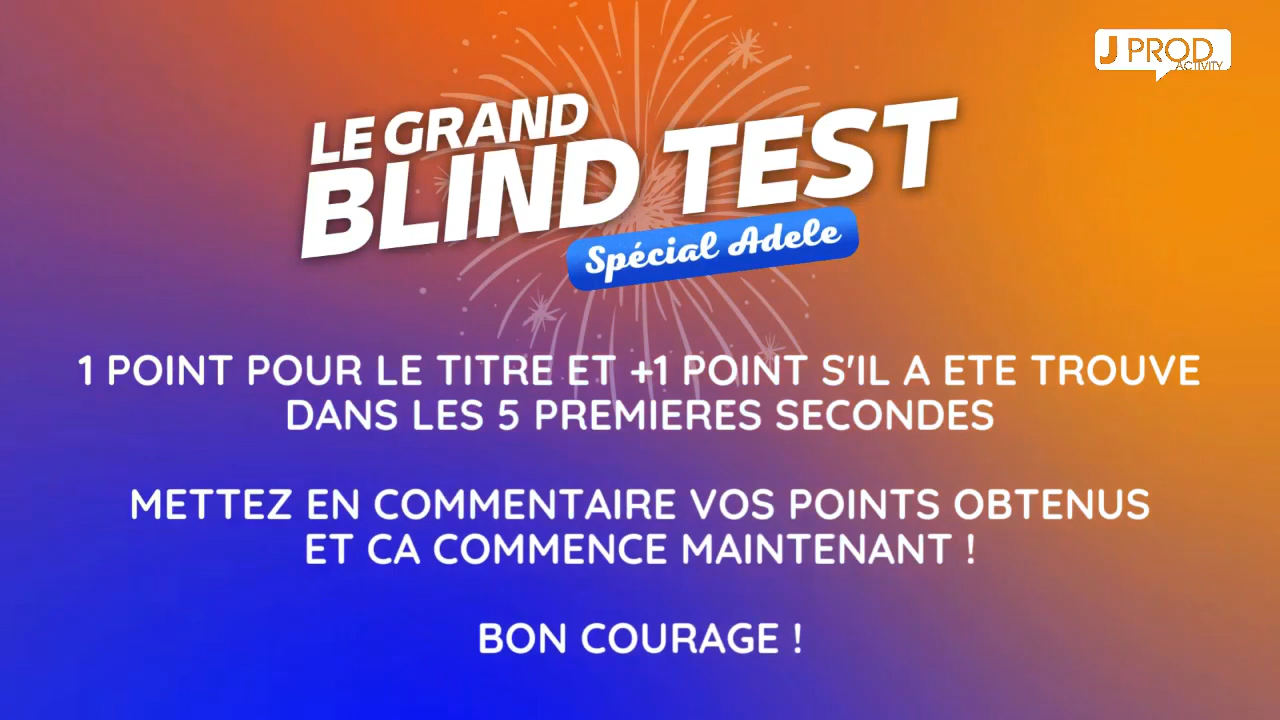 J PROD
ACTIVITY
LE GRAND
BLIND TEST
Spécial Adele
1 POINT POUR LE TITRE ET +1 POINT S'IL A ETE TROUVE
DANS LES 5 PREMIERES SECONDES
METTEZ EN COMMENTAIRE VOS POINTS OBTENUS
ET CA COMMENCE MAINTENANT !
BON COURAGE !